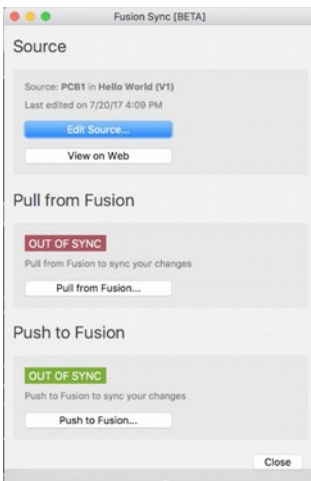 Fusion Sync [BETA]
Source
Source: PCB1 in Hello World (V1)
Last edited on 7/20/17 4:09 PM
Edit Source...
View on Web
Pull from Fusion
OUT OF SYNC
Pull from Fusion to sync your changes
Pull from Fusion...
Push to Fusion
OUT OF SYNC
Push to Fusion to sync your changes
Push to Fusion...
Close